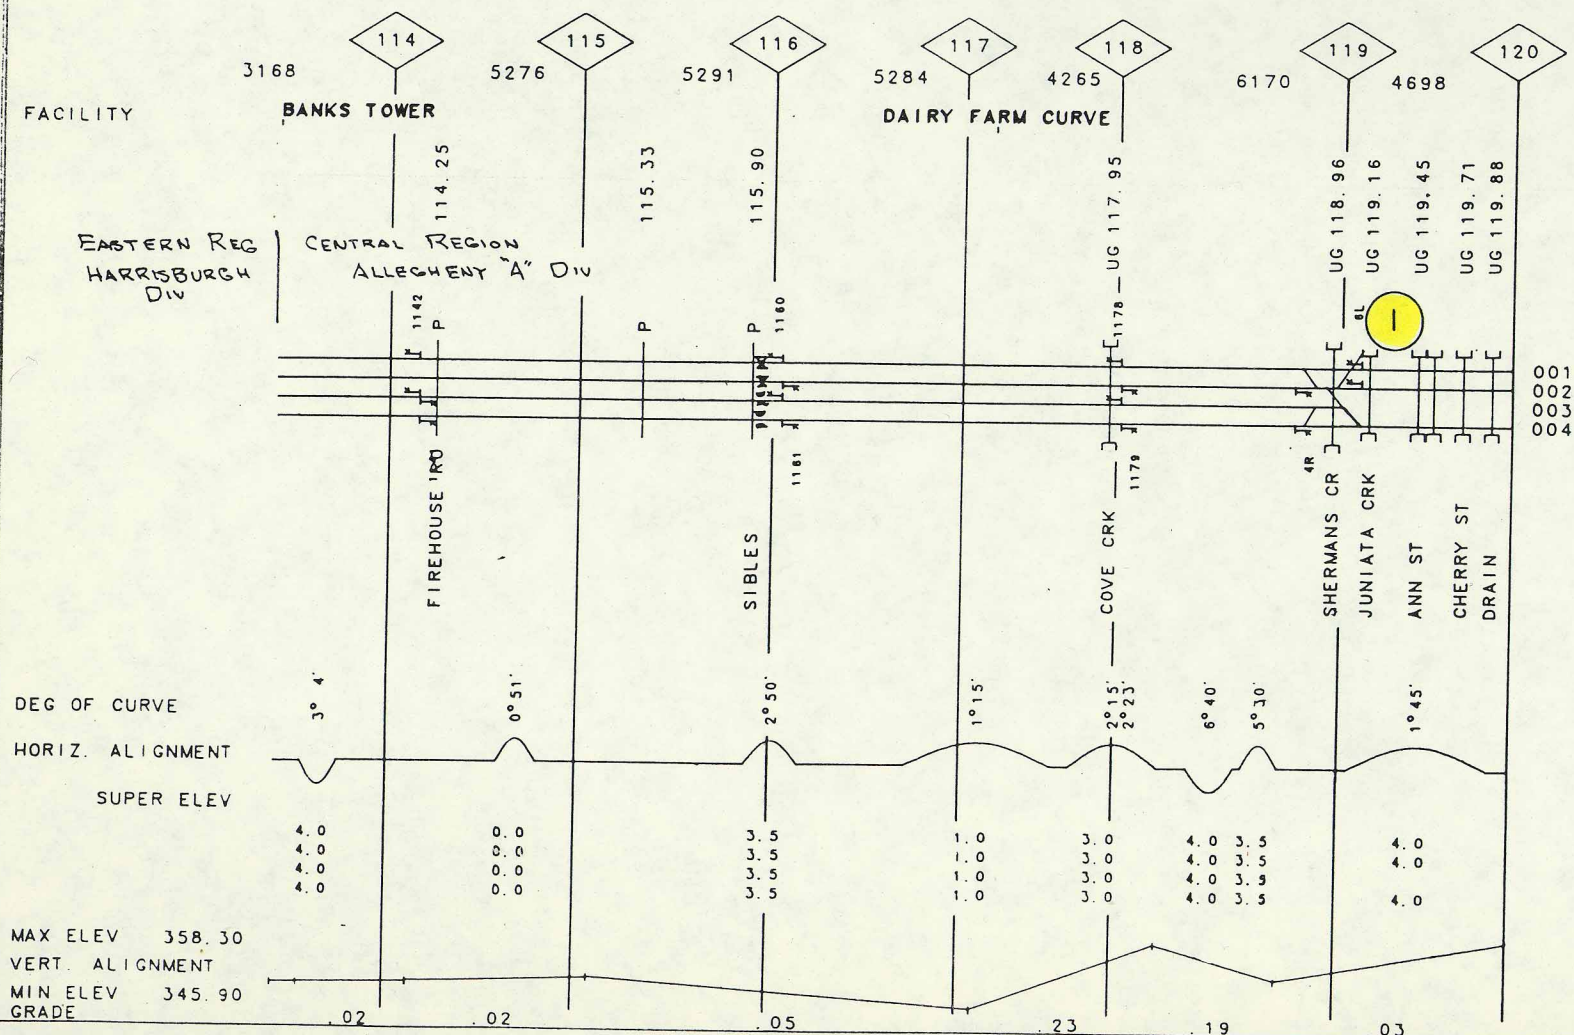 114 115 116 117 118 119 120
3168 5276 5291 5284 4265 6170 4698
FACILITY BANKS TOWER DAIRY FARM CURVE
114.25 115.33 115.90 UG 117.95 UG 118.96 UG 119.16 UG 119.45 UG 119.71 UG 119.88
EASTERN REG CENTRAL REGION
HARRISBURGH ALLEGHENY "A" DIV
DIV
1142 P P P 1160 1178 6L 1
001
002
003
004
1161 1179 4R
FIREHOUSE RD SIBLES COVE CRK SHERMANS CR JUNIATA CRK ANN ST CHERRY ST DRAIN
DEG OF CURVE 3° 4' 0° 51' 2° 50' 1° 15' 2° 15' 2° 23' 6° 40' 5° 30' 1° 45'
HORIZ. ALIGNMENT
SUPER ELEV
4.0 0.0 3.5 1.0 3.0 4.0 3.5 4.0
4.0 0.0 3.5 1.0 3.0 4.0 3.5 4.0
4.0 0.0 3.5 1.0 3.0 4.0 3.5
4.0 0.0 3.5 1.0 3.0 4.0 3.5 4.0
MAX ELEV 358.30
VERT. ALIGNMENT
MIN ELEV 345.90
GRADE .02 .02 .05 .23 .19 .03